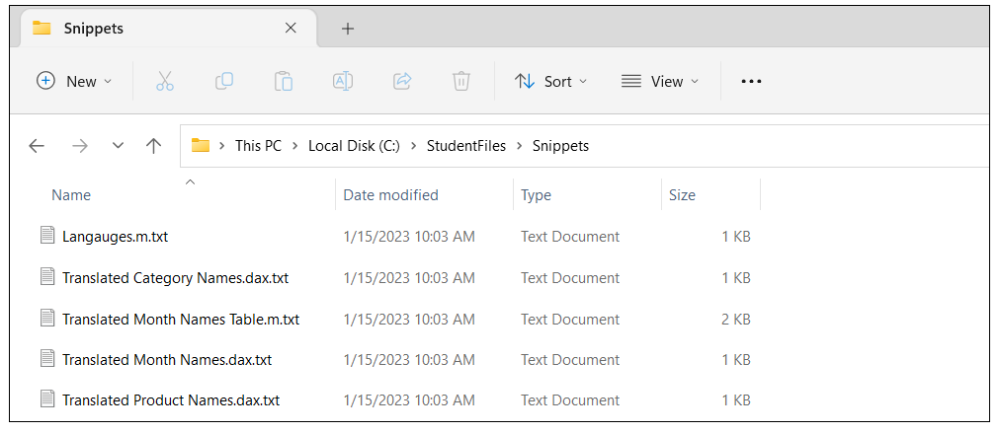 Snippets
New
Sort
View
This PC > Local Disk (C:) > StudentFiles > Snippets
Name Date modified Type Size
Langauges.m.txt 1/15/2023 10:03 AM Text Document 1 KB
Translated Category Names.dax.txt 1/15/2023 10:03 AM Text Document 1 KB
Translated Month Names Table.m.txt 1/15/2023 10:03 AM Text Document 2 KB
Translated Month Names.dax.txt 1/15/2023 10:03 AM Text Document 1 KB
Translated Product Names.dax.txt 1/15/2023 10:03 AM Text Document 1 KB